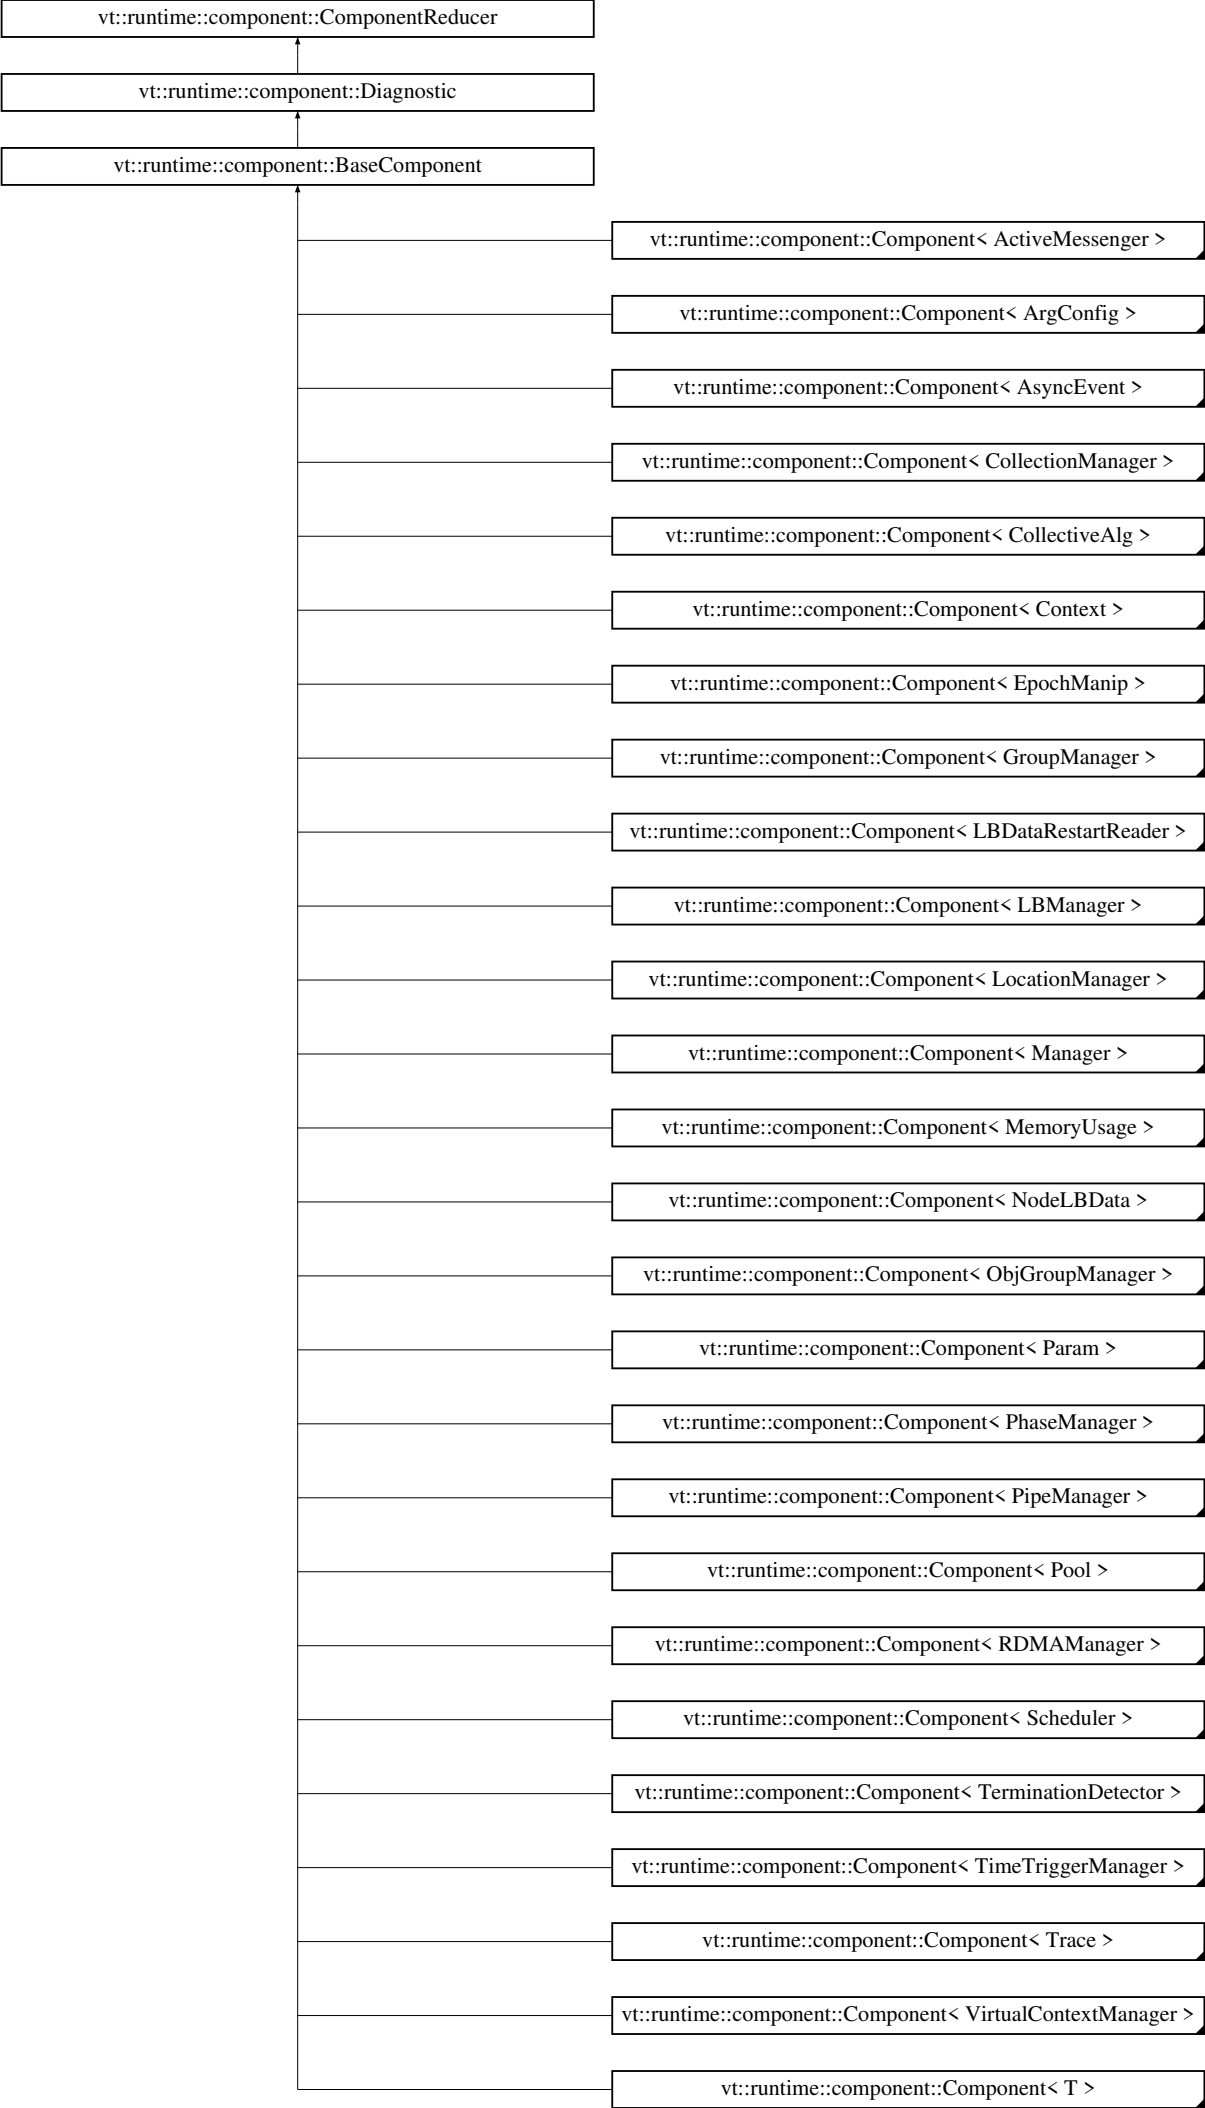 vt::runtime::component::ComponentReducer
vt::runtime::component::Diagnostic
vt::runtime::component::BaseComponent
vt::runtime::component::Component< ActiveMessenger >
vt::runtime::component::Component< ArgConfig >
vt::runtime::component::Component< AsyncEvent >
vt::runtime::component::Component< CollectionManager >
vt::runtime::component::Component< CollectiveAlg >
vt::runtime::component::Component< Context >
vt::runtime::component::Component< EpochManip >
vt::runtime::component::Component< GroupManager >
vt::runtime::component::Component< LBDataRestartReader >
vt::runtime::component::Component< LBManager >
vt::runtime::component::Component< LocationManager >
vt::runtime::component::Component< Manager >
vt::runtime::component::Component< MemoryUsage >
vt::runtime::component::Component< NodeLBData >
vt::runtime::component::Component< ObjGroupManager >
vt::runtime::component::Component< Param >
vt::runtime::component::Component< PhaseManager >
vt::runtime::component::Component< PipeManager >
vt::runtime::component::Component< Pool >
vt::runtime::component::Component< RDMAManager >
vt::runtime::component::Component< Scheduler >
vt::runtime::component::Component< TerminationDetector >
vt::runtime::component::Component< TimeTriggerManager >
vt::runtime::component::Component< Trace >
vt::runtime::component::Component< VirtualContextManager >
vt::runtime::component::Component< T >